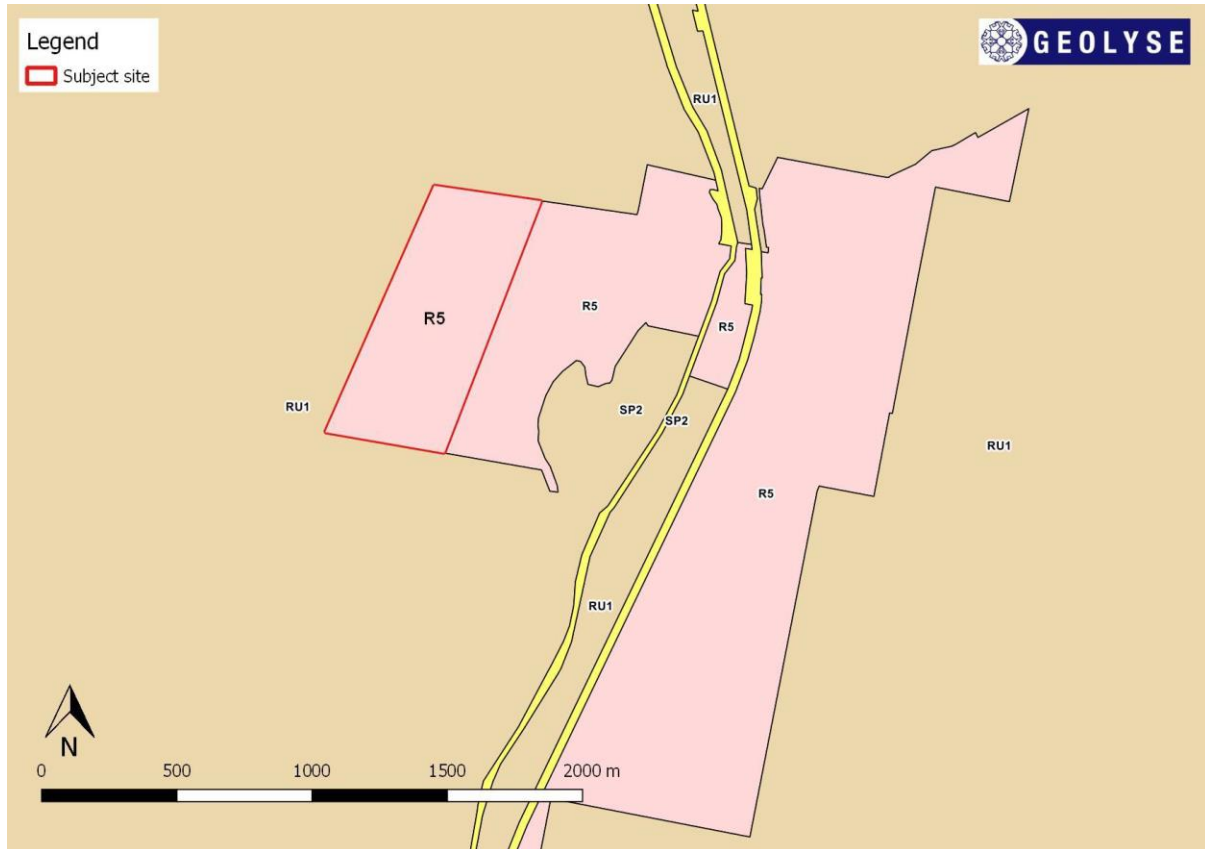 Legend
Subject site
GEOLYSE
RU1
R5
R5
R5
RU1
SP2
SP2
RU1
R5
RU1
N
0 500 1000 1500 2000 m